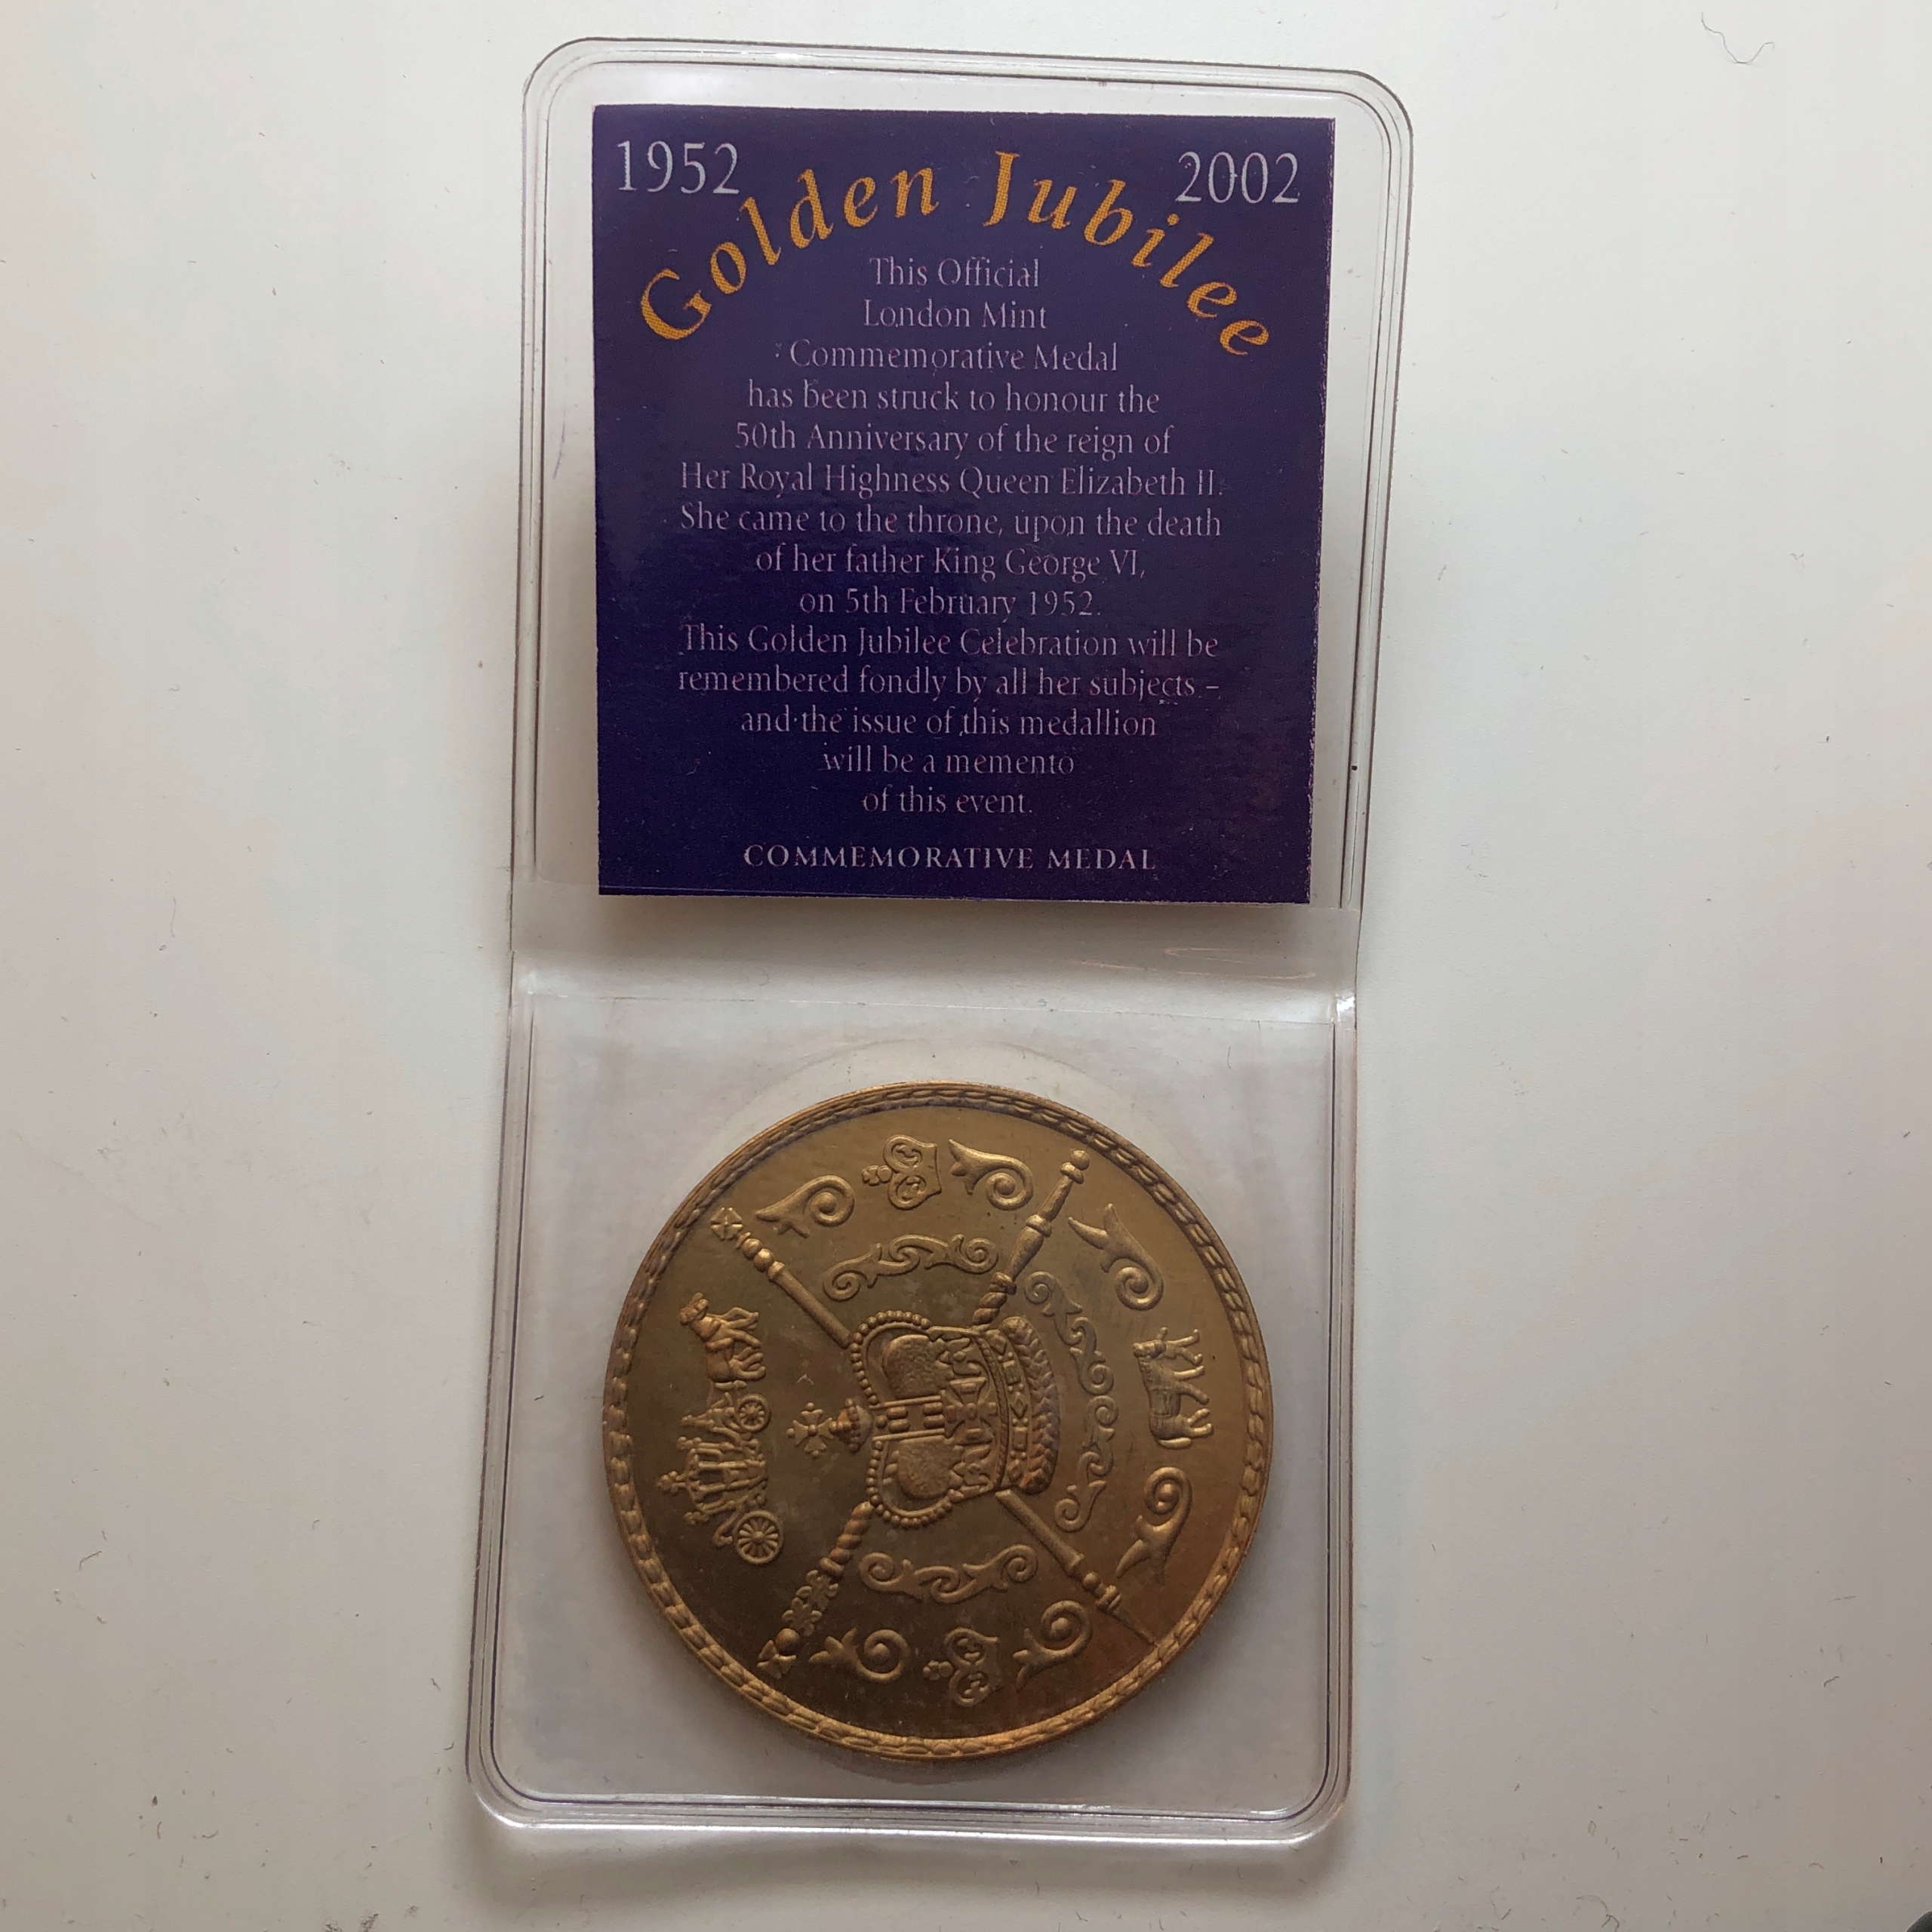 1952 2002
Golden Jubilee
This Official
London Mint
Commemorative Medal
has been struck to honour the
50th Anniversary of the reign of
Her Royal Highness Queen Elizabeth II.
She came to the throne, upon the death
of her father King George VI,
on 5th February 1952.
This Golden Jubilee Celebration will be
remembered fondly by all her subjects –
and the issue of this medallion
will be a memento
of this event.
COMMEMORATIVE MEDAL